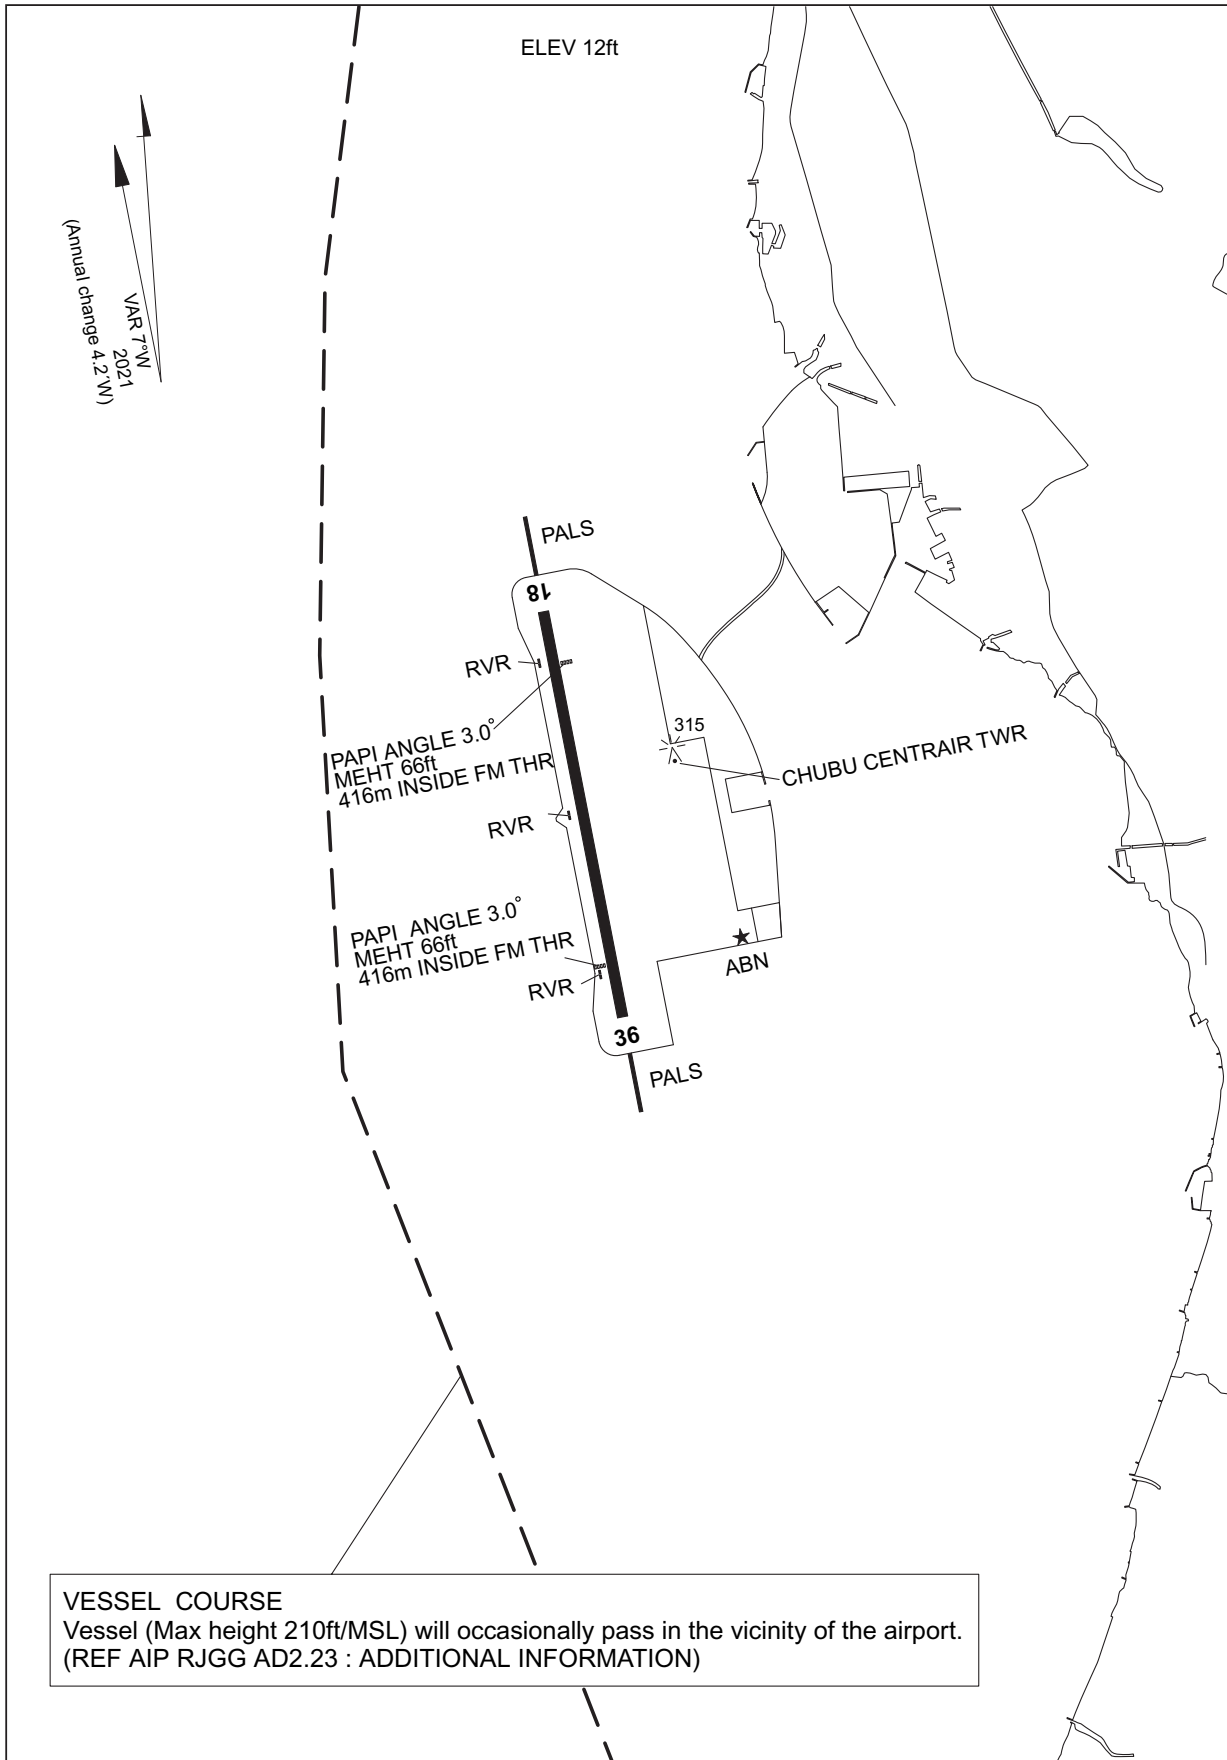 ELEV 12ft
VAR 7°W
2021
(Annual change 4.2'W)
PALS
18
RVR
315
PAPI ANGLE 3.0°
MEHT 66ft
416m INSIDE FM THR
CHUBU CENTRAIR TWR
RVR
PAPI ANGLE 3.0°
MEHT 66ft
416m INSIDE FM THR
RVR
ABN
36
PALS
VESSEL COURSE
Vessel (Max height 210ft/MSL) will occasionally pass in the vicinity of the airport.
(REF AIP RJGG AD2.23 : ADDITIONAL INFORMATION)